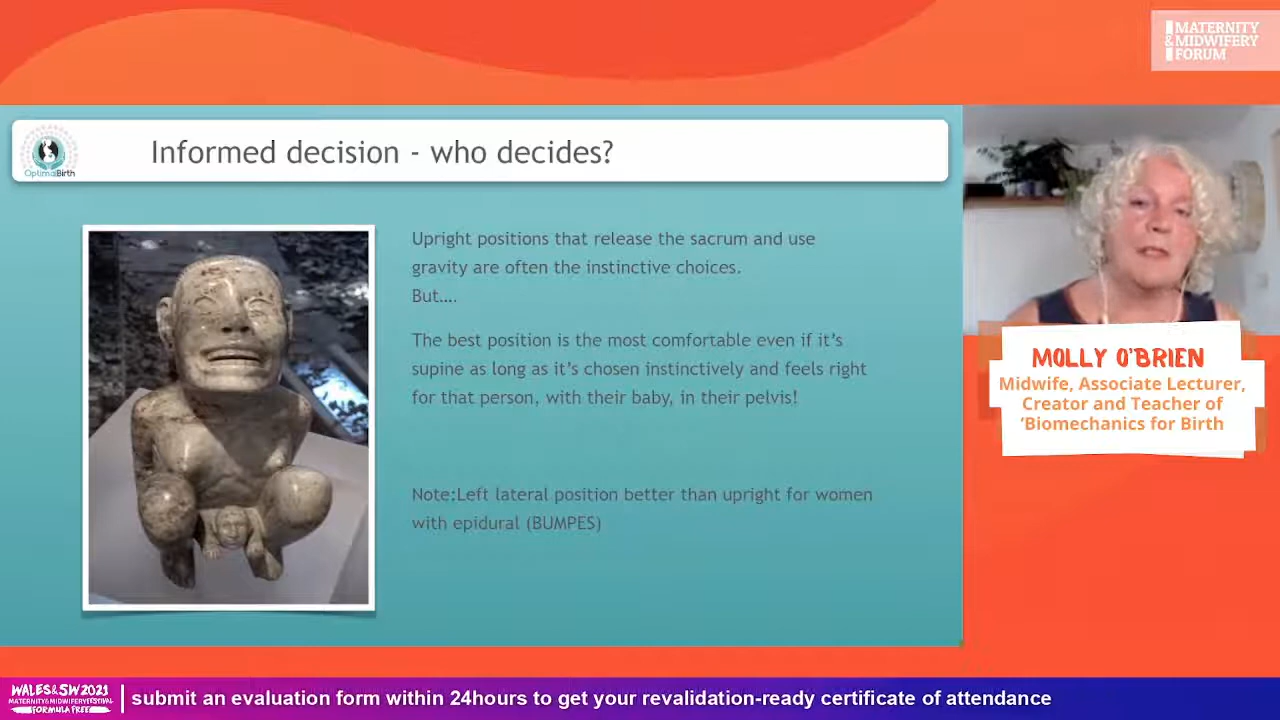 MATERNITY
&MIDWIFERY
FORUM
OptimalBirth
Informed decision - who decides?
Upright positions that release the sacrum and use
gravity are often the instinctive choices.
But....
The best position is the most comfortable even if it's
supine as long as it's chosen instinctively and feels right
for that person, with their baby, in their pelvis!
Note:Left lateral position better than upright for women
with epidural (BUMPES)
MOLLY O'BRIEN
Midwife, Associate Lecturer,
Creator and Teacher of
'Biomechanics for Birth
WALES&SW2021
MATERNITY&MIDWIFERYFESTIVAL
FORMULA FREE
submit an evaluation form within 24hours to get your revalidation-ready certificate of attendance